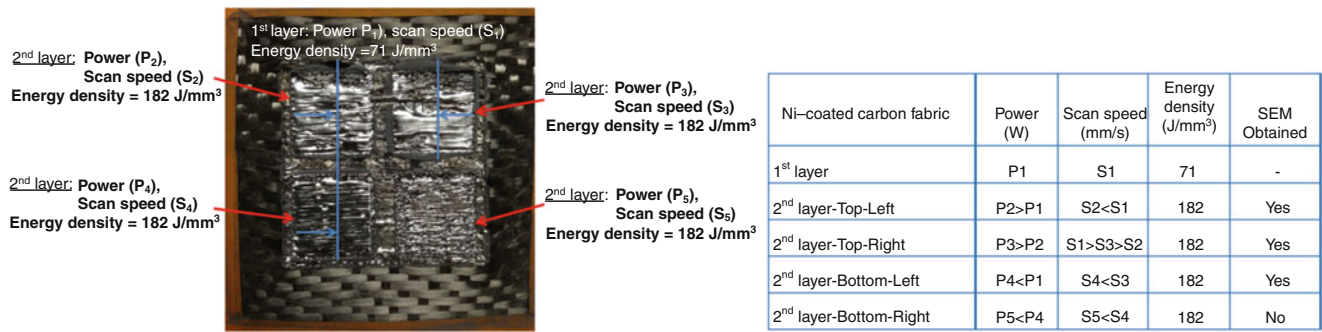 1st layer: Power P1), scan speed (S1)
Energy density =71 J/mm3
2nd layer: Power (P2),
Scan speed (S2)
Energy density = 182 J/mm3
2nd layer: Power (P3),
Scan speed (S3)
Energy density = 182 J/mm3
2nd layer: Power (P4),
Scan speed (S4)
Energy density = 182 J/mm3
2nd layer: Power (P5),
Scan speed (S5)
Energy density = 182 J/mm3
Ni–coated carbon fabric Power (W) Scan speed (mm/s) Energy density (J/mm3) SEM Obtained
1st layer P1 S1 71 -
2nd layer-Top-Left P2>P1 S2<S1 182 Yes
2nd layer-Top-Right P3>P2 S1>S3>S2 182 Yes
2nd layer-Bottom-Left P4<P1 S4<S3 182 Yes
2nd layer-Bottom-Right P5<P4 S5<S4 182 No